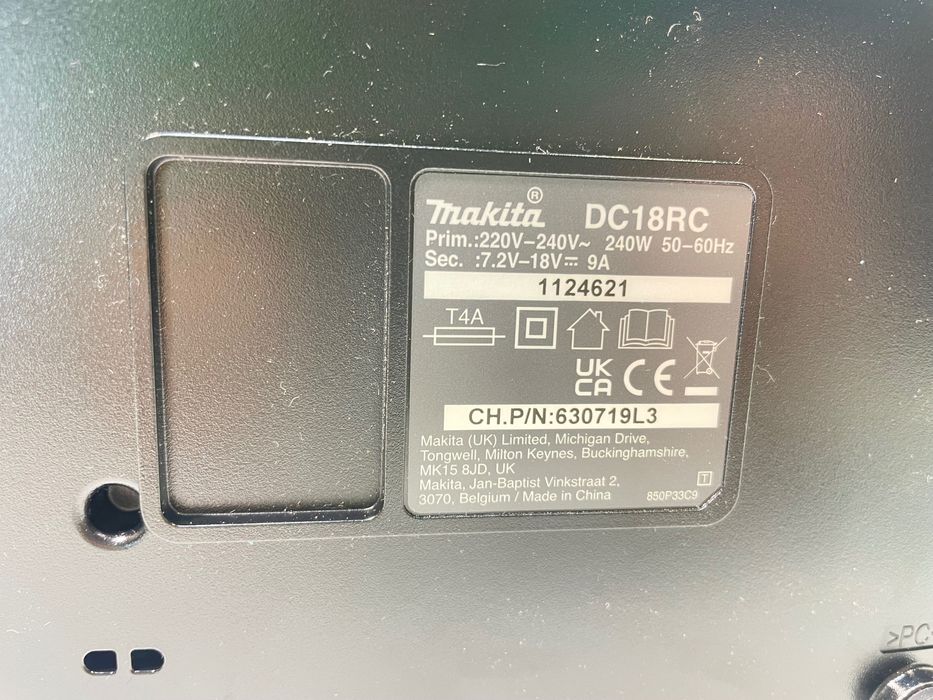 makita® DC18RC
Prim.:220V–240V~ 240W 50–60Hz
Sec. :7.2V–18V⎓ 9A
1124621
T4A
UK
CA CE
CH.P/N:630719L3
Makita (UK) Limited, Michigan Drive,
Tongwell, Milton Keynes, Buckinghamshire,
MK15 8JD, UK
Makita, Jan-Baptist Vinkstraat 2,
3070, Belgium / Made in China
T
850P33C9
>PC